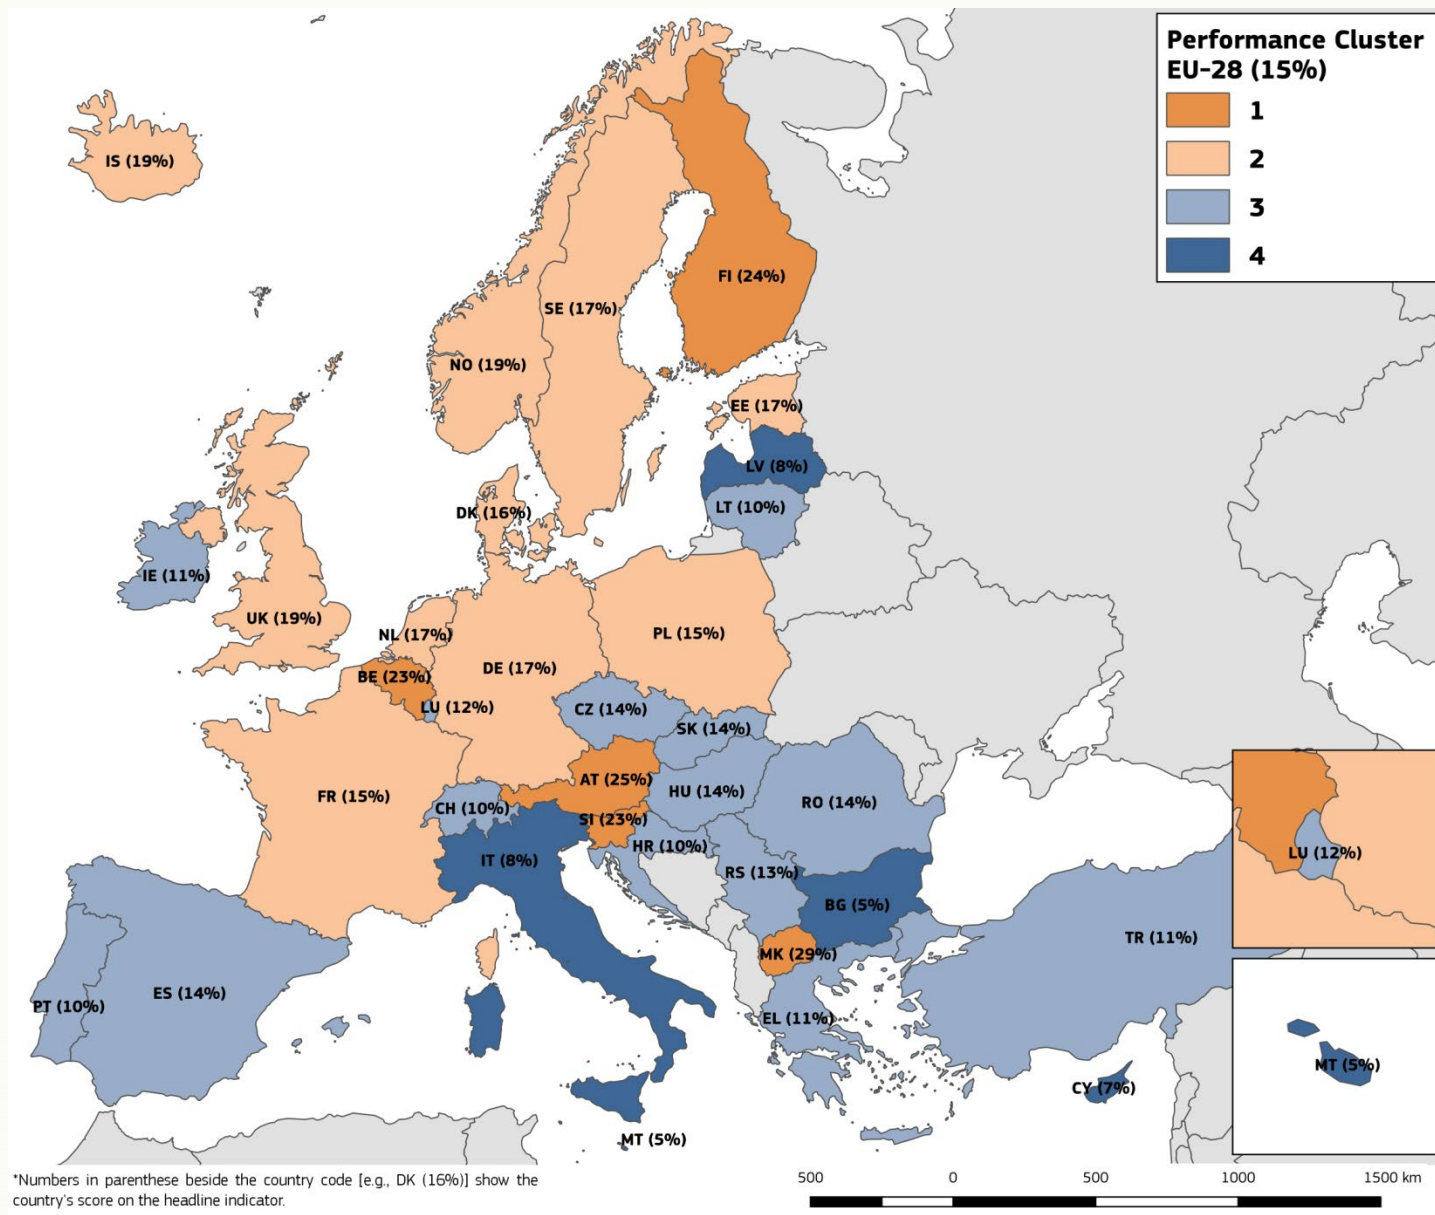 Performance Cluster
EU-28 (15%)
1
2
3
4
IS (19%)
FI (24%)
SE (17%)
NO (19%)
EE (17%)
LV (8%)
LT (10%)
DK (16%)
IE (11%)
UK (19%)
NL (17%)
PL (15%)
DE (17%)
BE (23%)
LU (12%)
CZ (14%)
SK (14%)
AT (25%)
HU (14%)
FR (15%)
CH (10%)
RO (14%)
SI (23%)
HR (10%)
IT (8%)
RS (13%)
LU (12%)
BG (5%)
TR (11%)
MK (29%)
ES (14%)
PT (10%)
EL (11%)
MT (5%)
CY (7%)
MT (5%)
*Numbers in parenthese beside the country code [e.g., DK (16%)] show the
country's score on the headline indicator.
500 0 500 1000 1500 km